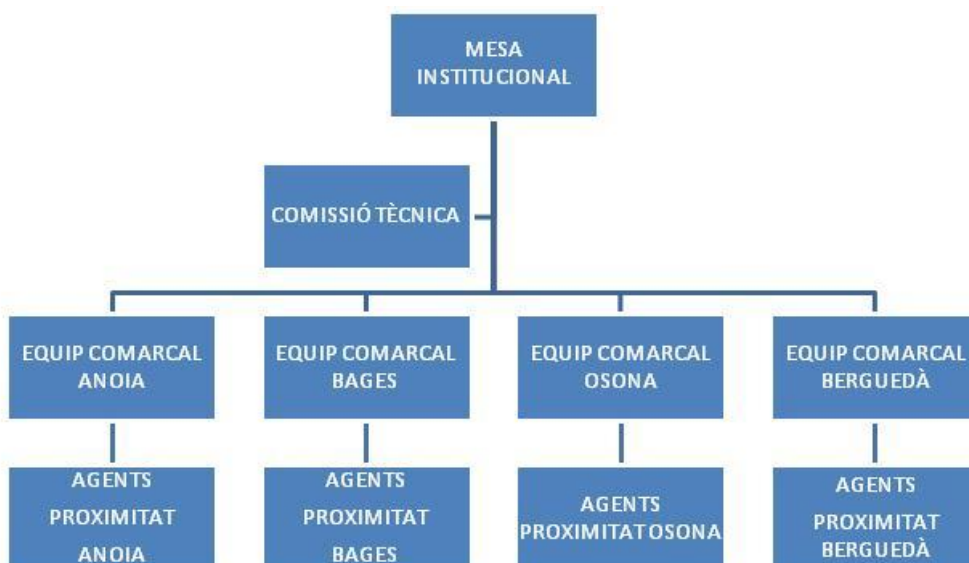 MESA
INSTITUCIONAL
COMISSIÓ TÈCNICA
EQUIP COMARCAL
ANOIA
EQUIP COMARCAL
BAGES
EQUIP COMARCAL
OSONA
EQUIP COMARCAL
BERGUEDÀ
AGENTS
PROXIMITAT
ANOIA
AGENTS
PROXIMITAT
BAGES
AGENTS
PROXIMITAT OSONA
AGENTS
PROXIMITAT
BERGUEDÀ